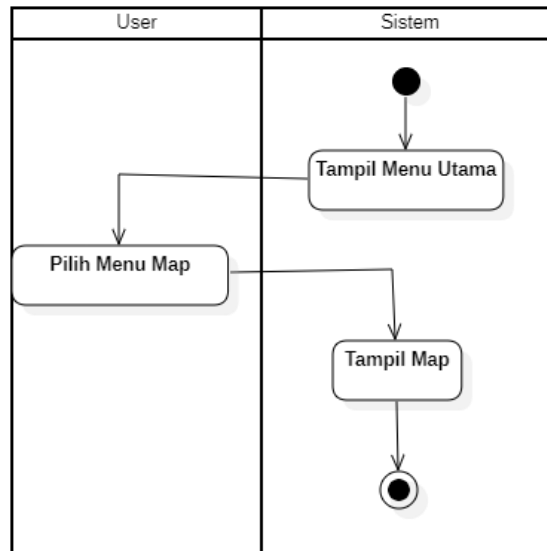 User
Sistem
Tampil Menu Utama
Pilih Menu Map
Tampil Map